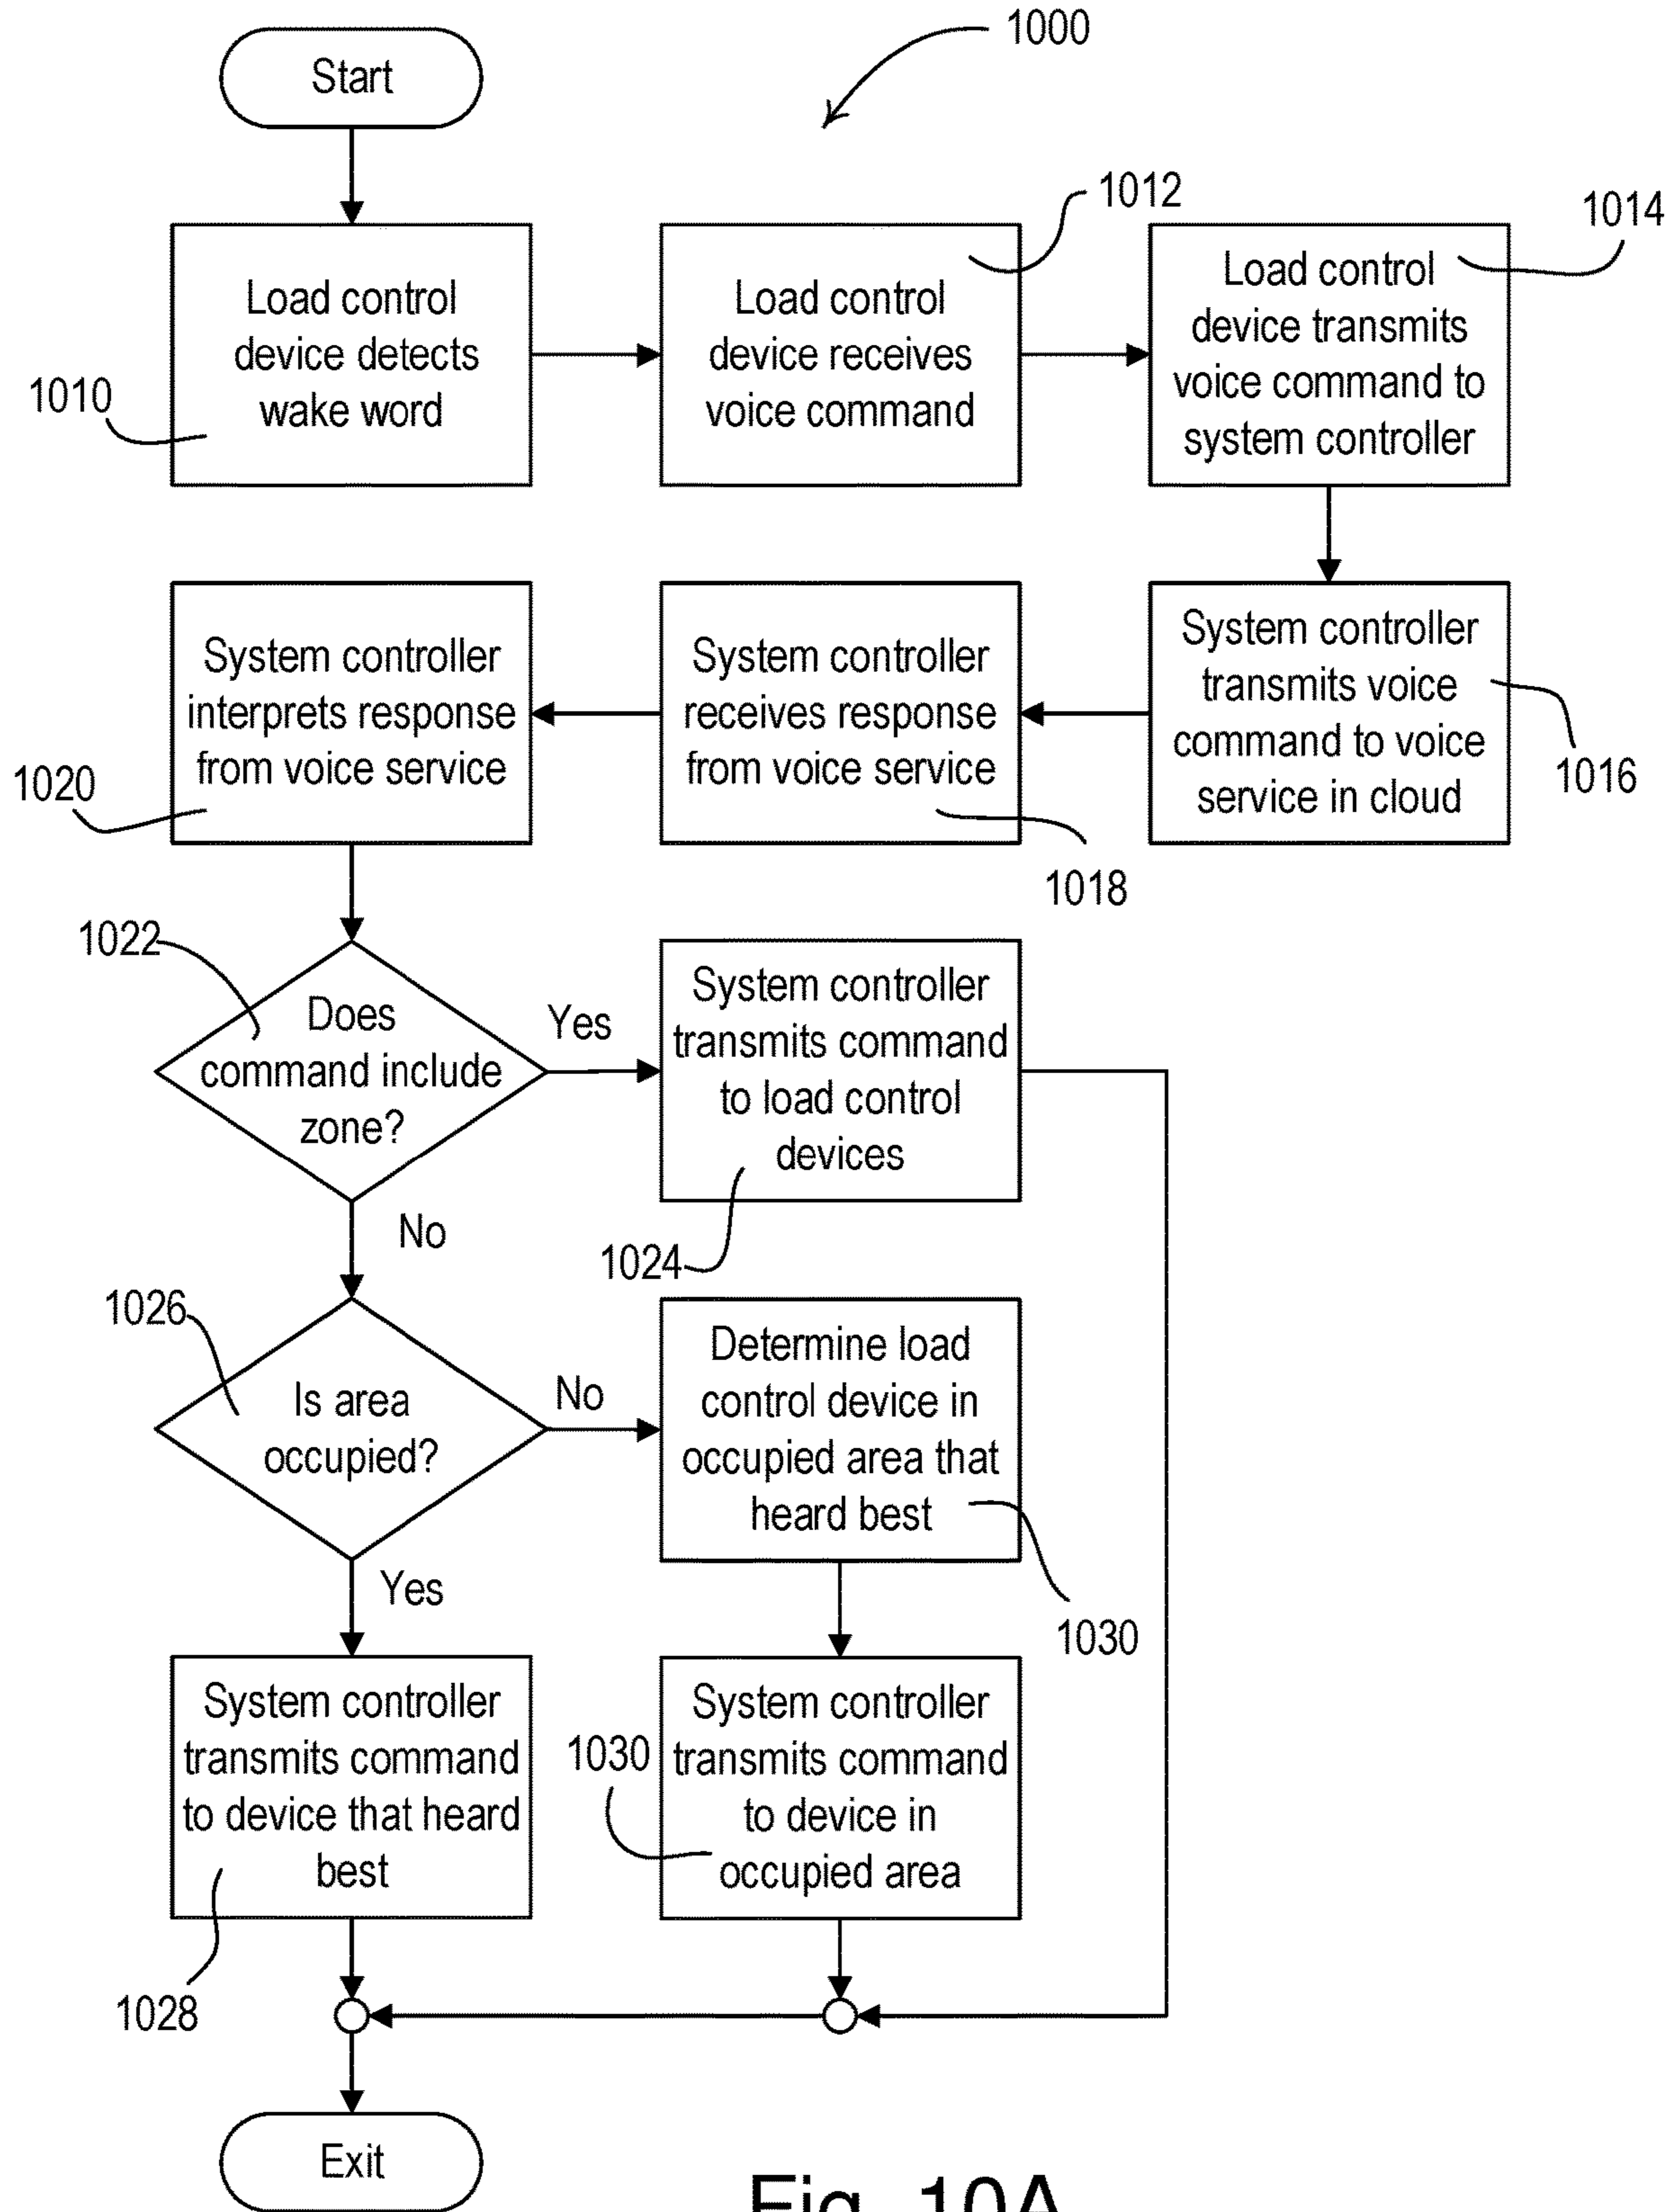 1000
Start
1012
1014
Load control
device detects
wake word
1010
Load control
device receives
voice command
Load control
device transmits
voice command to
system controller
System controller
interprets response
from voice service
1020
System controller
receives response
from voice service
1018
System controller
transmits voice
command to voice
service in cloud
1016
1022
Does
command include
zone?
Yes
No
System controller
transmits command
to load control
devices
1024
1026
Is area
occupied?
No
Yes
Determine load
control device in
occupied area that
heard best
1030
System controller
transmits command
to device that heard
best
1028
1030
System controller
transmits command
to device in
occupied area
Exit
Fig. 10A